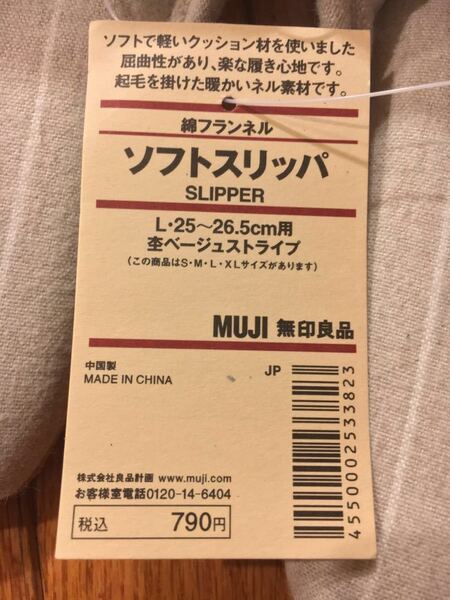 ソフトで軽いクッション材を使いました
屈曲性があり、楽な履き心地です。
起毛を掛けた暖かいネル素材です。
綿フランネル
ソフトスリッパ
SLIPPER
L・25～26.5cm用
杢ベージュストライプ
(この商品はS・M・L・XLサイズがあります)
MUJI 無印良品
中国製
MADE IN CHINA
JP
4550002533823
株式会社良品計画 www.muji.com
お客様室電話0120-14-6404
税込 790円